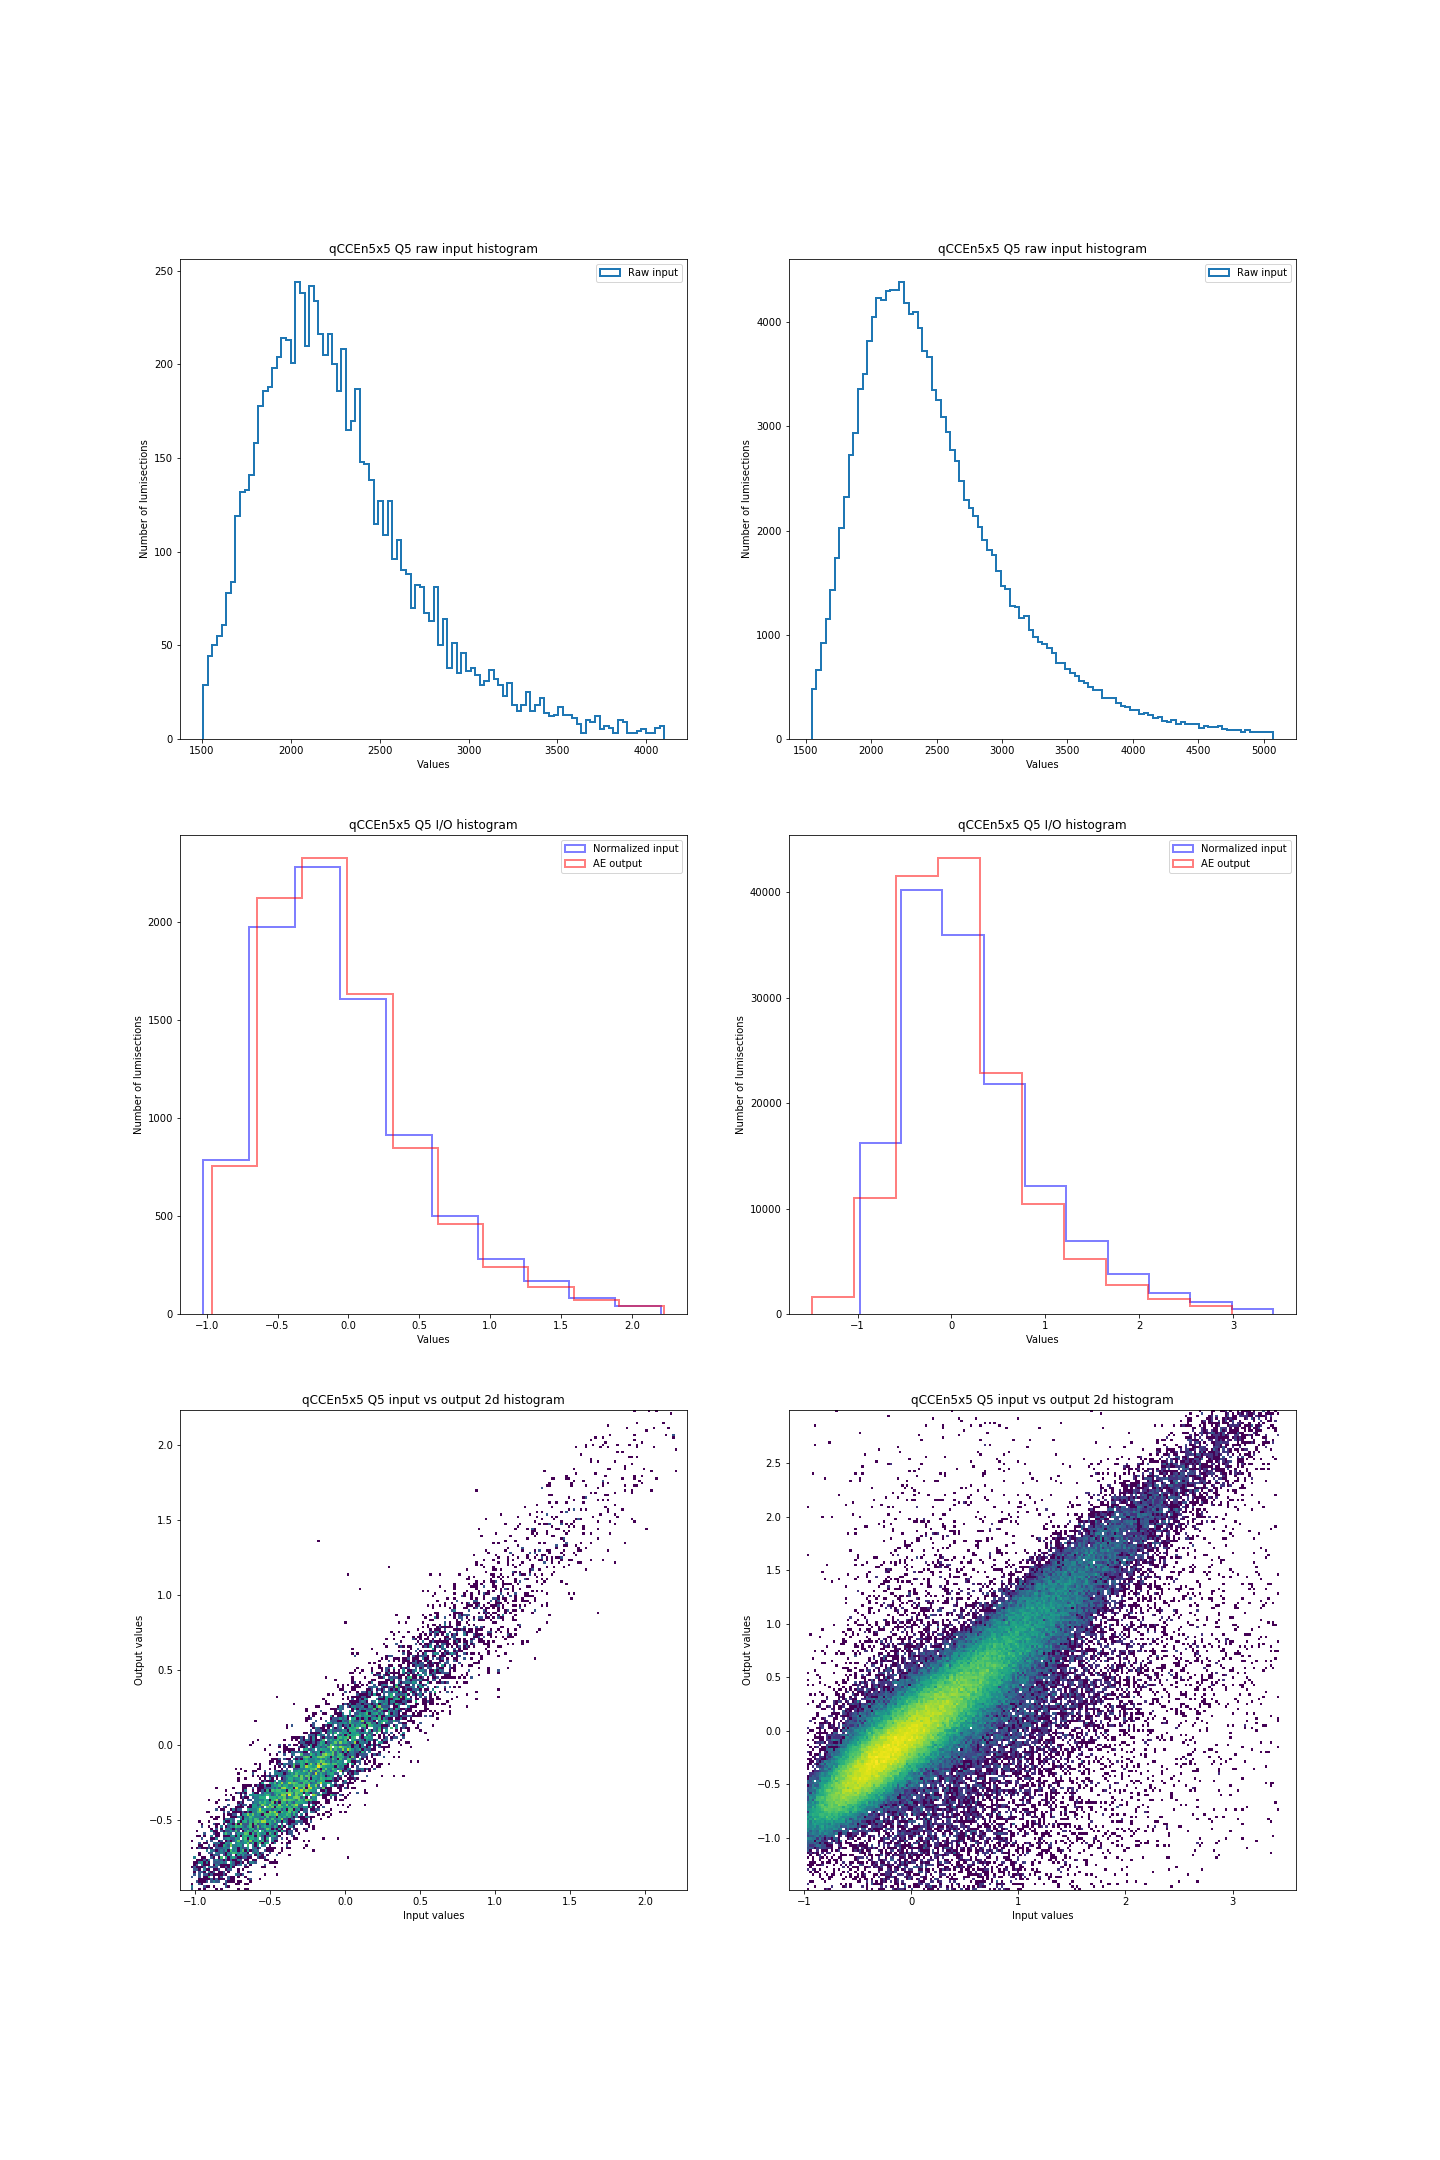 qCCEn5x5 Q5 raw input histogram
Raw input
250
200
150
100
50
0
Number of lumisections
1500 2000 2500 3000 3500 4000
Values
qCCEn5x5 Q5 raw input histogram
Raw input
4000
3000
2000
1000
0
Number of lumisections
1500 2000 2500 3000 3500 4000 4500 5000
Values
qCCEn5x5 Q5 I/O histogram
Normalized input
AE output
2000
1500
1000
500
0
Number of lumisections
−1.0 −0.5 0.0 0.5 1.0 1.5 2.0
Values
qCCEn5x5 Q5 I/O histogram
Normalized input
AE output
40000
30000
20000
10000
0
Number of lumisections
−1 0 1 2 3
Values
qCCEn5x5 Q5 input vs output 2d histogram
2.0
1.5
1.0
0.5
0.0
−0.5
Output values
−1.0 −0.5 0.0 0.5 1.0 1.5 2.0
Input values
qCCEn5x5 Q5 input vs output 2d histogram
2.5
2.0
1.5
1.0
0.5
0.0
−0.5
−1.0
Output values
−1 0 1 2 3
Input values